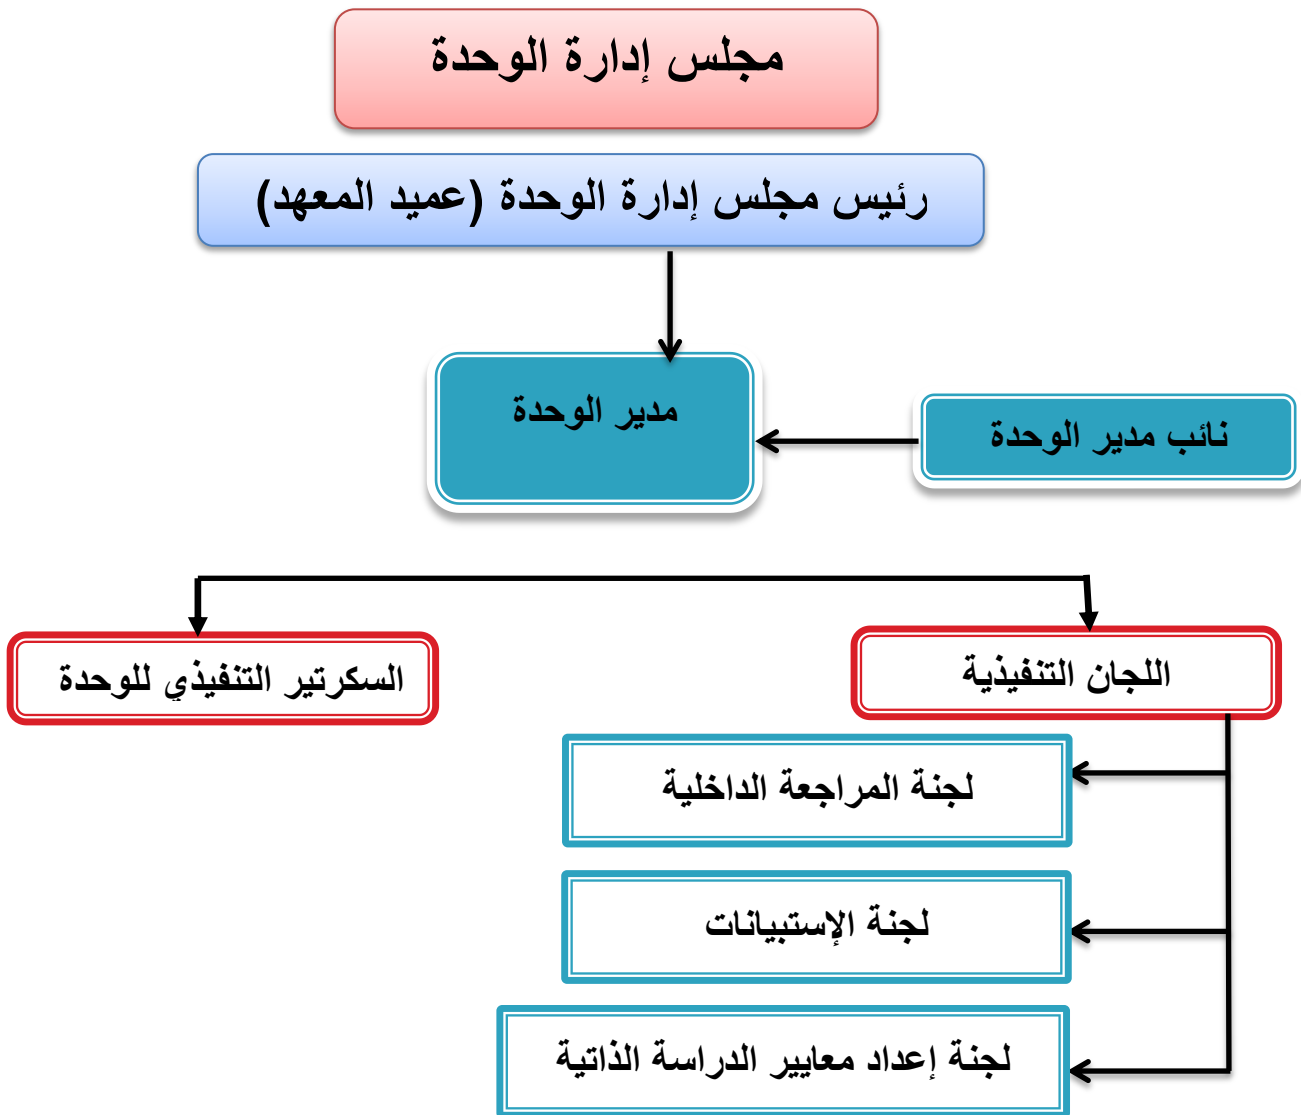 مجلس إدارة الوحدة
رئيس مجلس إدارة الوحدة (عميد المعهد)
مدير الوحدة
نائب مدير الوحدة
اللجان التنفيذية
السكرتير التنفيذي للوحدة
لجنة المراجعة الداخلية
لجنة الإستبيانات
لجنة إعداد معايير الدراسة الذاتية